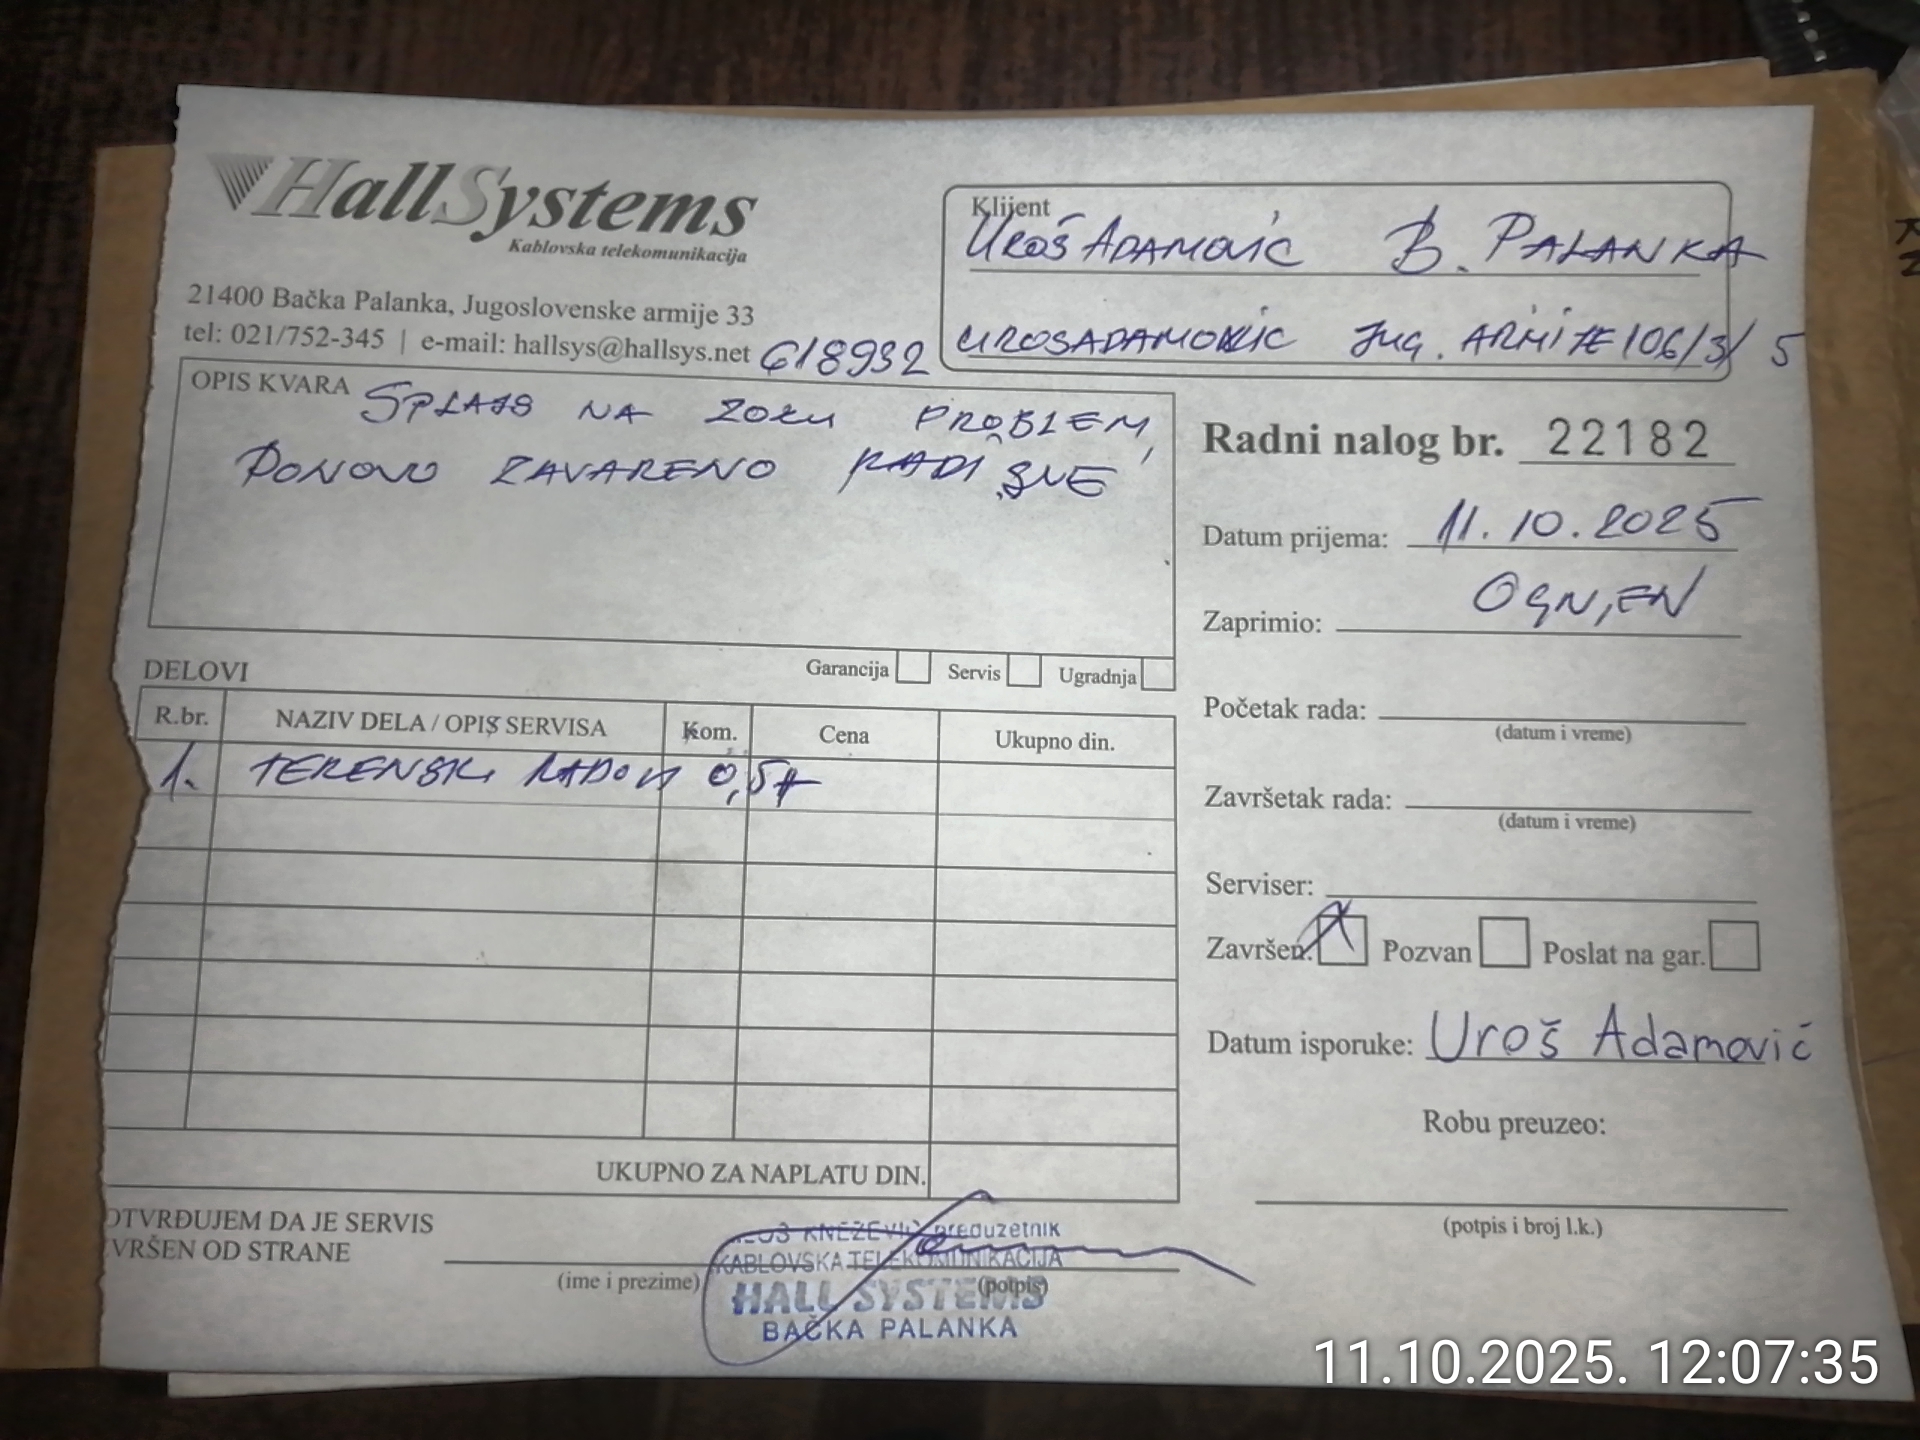 HallSystems
Kablovska telekomunikacija
21400 Bačka Palanka, Jugoslovenske armije 33
tel: 021/752-345 | e-mail: hallsys@hallsys.net 618932
Klijent
UROŠ ADAMOVIĆ B. PALANKA
UROSADAMOVIC JUG. ARMIJE 106/3/5
OPIS KVARA
SPLAJS NA ZOKU PROBLEM,
PONOVO ZAVARENO RADI SVE
Garancija Servis Ugradnja
Radni nalog br. 22182
Datum prijema: 11.10.2025
Zaprimio: OGNJEN
Početak rada:
(datum i vreme)
Završetak rada:
(datum i vreme)
Serviser:
Završen. Pozvan Poslat na gar.
Datum isporuke: Uroš Adamović
Robu preuzeo:
(potpis i broj l.k.)
DELOVI
R.br. NAZIV DELA / OPIS SERVISA Kom. Cena Ukupno din.
1. TERENSKI RADOVI 0,5
UKUPNO ZA NAPLATU DIN.
OTVRĐUJEM DA JE SERVIS
VRŠEN OD STRANE
(ime i prezime)
(potpis)
KNEŽEVIĆ preduzetnik
KABLOVSKA TELEKOMUNIKACIJA
HALL SYSTEMS
BAČKA PALANKA
11.10.2025. 12:07:35